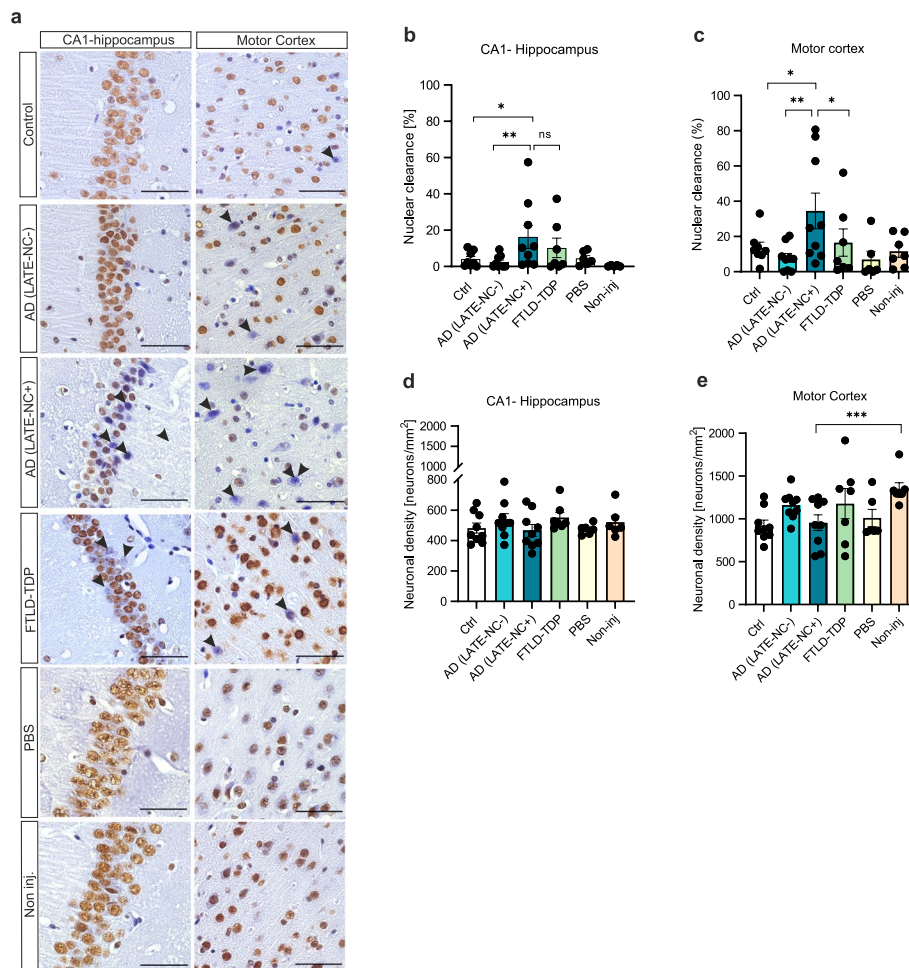 a
CA1-hippocampus
Motor Cortex
Control
AD (LATE-NC-)
AD (LATE-NC+)
FTLD-TDP
PBS
Non inj.
b
CA1- Hippocampus
Nuclear clearance [%]
100
80
60
40
20
0
*
**
ns
Ctrl
AD (LATE-NC-)
AD (LATE-NC+)
FTLD-TDP
PBS
Non-inj
c
Motor cortex
Nuclear clearance (%)
100
80
60
40
20
0
*
**
*
Ctrl
AD (LATE-NC-)
AD (LATE-NC+)
FTLD-TDP
PBS
Non-inj
d
CA1- Hippocampus
Neuronal density [neurons/mm²]
2000
1500
1000
800
600
400
200
0
Ctrl
AD (LATE-NC-)
AD (LATE-NC+)
FTLD-TDP
PBS
Non-inj
e
Motor Cortex
Neuronal density [neurons/mm²]
2000
1500
1000
500
0
***
Ctrl
AD (LATE-NC-)
AD (LATE-NC+)
FTLD-TDP
PBS
Non-inj